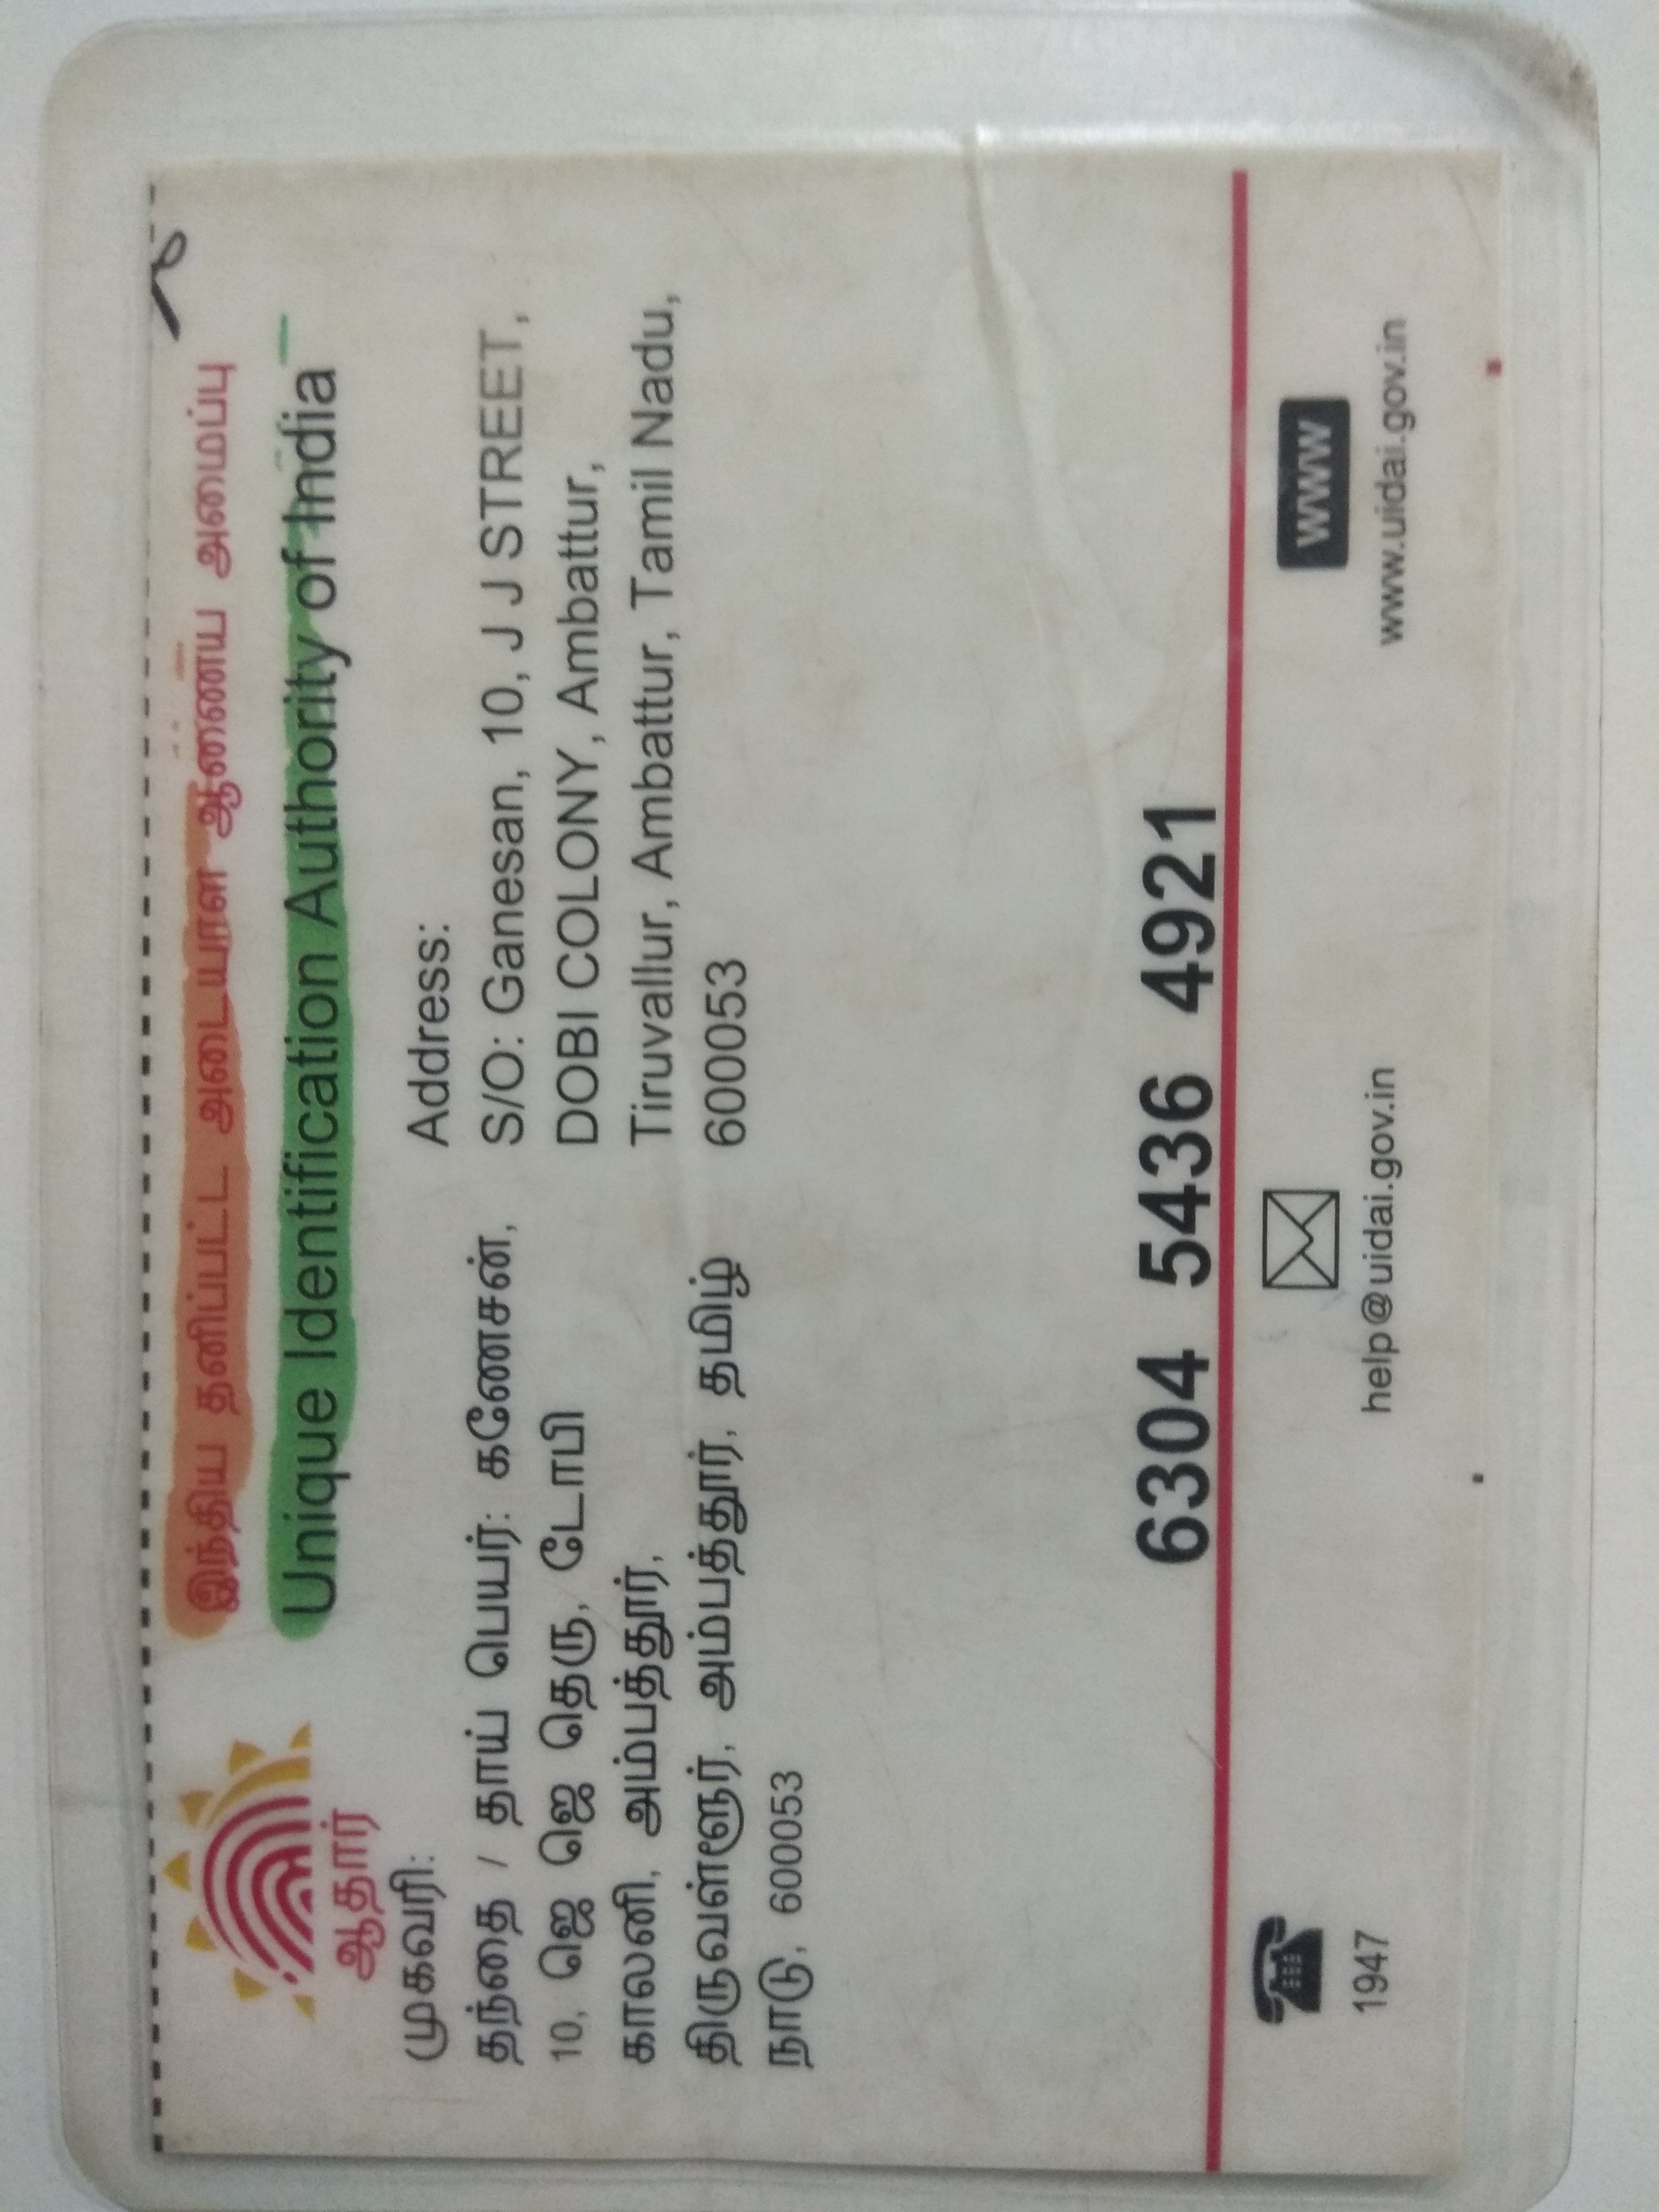 இந்திய தனிப்பட்ட அடையாள ஆணைய அமைப்பு
Unique Identification Authority of India
ஆதார்
முகவரி:
தந்தை / தாய் பெயர்: கணேசன்,
10, ஜெ ஜெ தெரு, டோபி
காலனி, அம்பத்தூர்,
திருவள்ளூர், அம்பத்தூர், தமிழ்
நாடு, 600053
Address:
S/O: Ganesan, 10, J J STREET,
DOBI COLONY, Ambattur,
Tiruvallur, Ambattur, Tamil Nadu,
600053
6304 5436 4921
1947
help@uidai.gov.in
www
www.uidai.gov.in